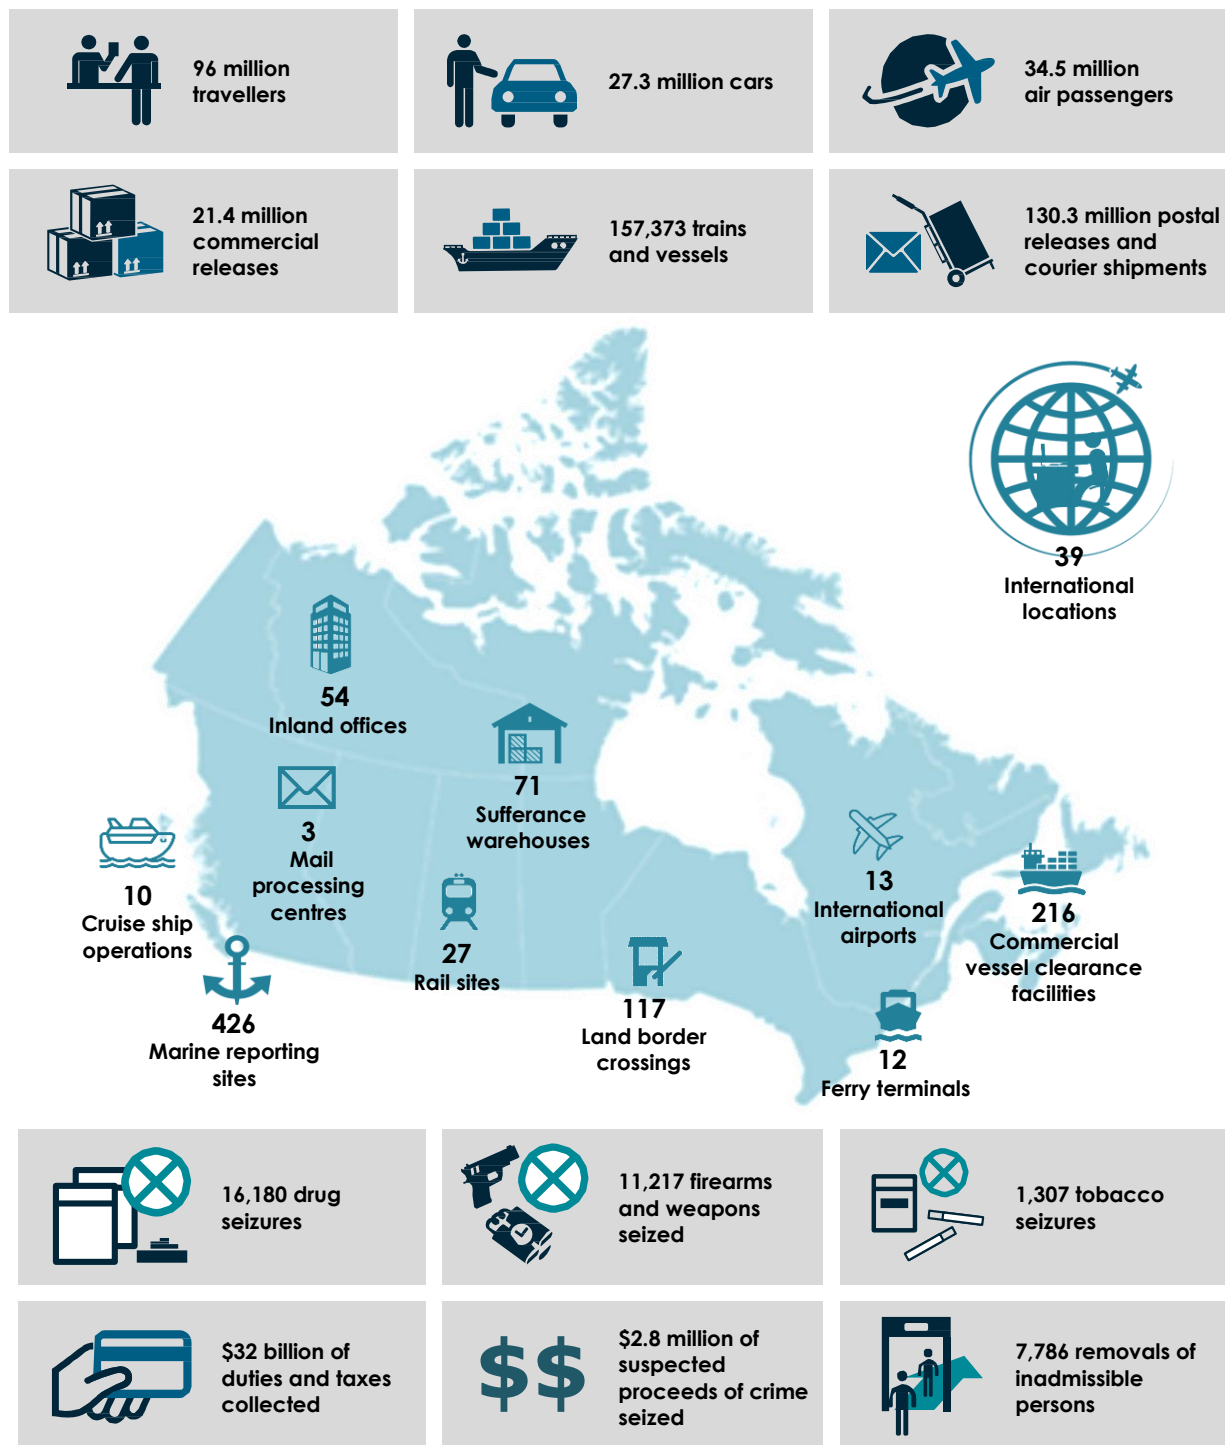 96 million
travellers
27.3 million cars
34.5 million
air passengers
21.4 million
commercial
releases
157,373 trains
and vessels
130.3 million postal
releases and
courier shipments
39
International
locations
54
Inland offices
71
Sufferance
warehouses
3
Mail
processing
centres
10
Cruise ship
operations
13
International
airports
216
Commercial
vessel clearance
facilities
27
Rail sites
426
Marine reporting
sites
117
Land border
crossings
12
Ferry terminals
16,180 drug
seizures
11,217 firearms
and weapons
seized
1,307 tobacco
seizures
$32 billion of
duties and taxes
collected
$$
$2.8 million of
suspected
proceeds of crime
seized
7,786 removals of
inadmissible
persons